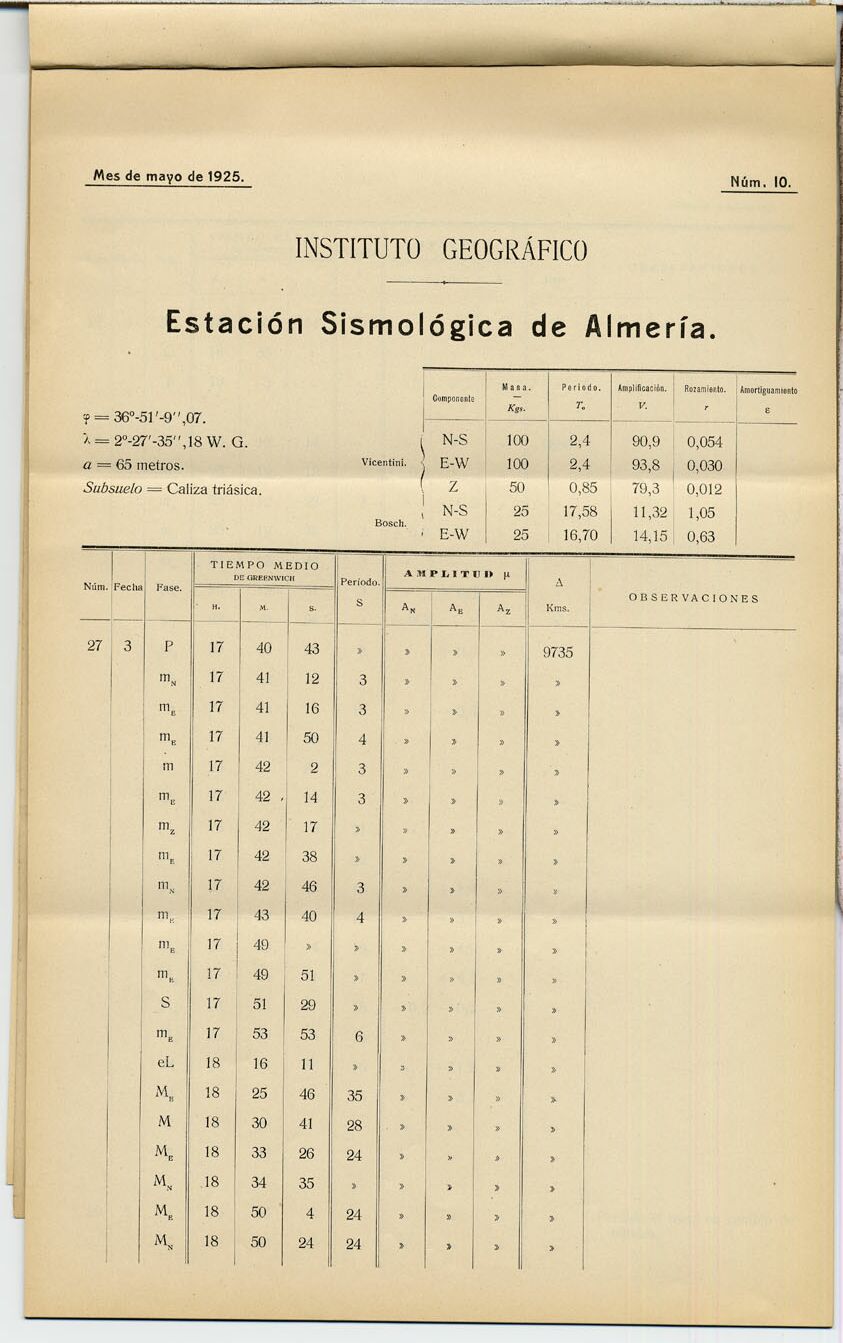 Mes de mayo de 1925.
Núm. 10.
INSTITUTO GEOGRÁFICO
Estación Sismológica de Almería.
φ = 36º-51'-9'',07.
λ = 2º-27'-35'',18 W. G.
a = 65 metros.
Subsuelo = Caliza triásica.
Componente Masa. — Kgs. Periodo. T₀ Amplificación. V. Rozamiento. r Amortiguamiento ε
Vicentini. N-S 100 2,4 90,9 0,054
E-W 100 2,4 93,8 0,030
Z 50 0,85 79,3 0,012
Bosch. N-S 25 17,58 11,32 1,05
E-W 25 16,70 14,15 0,63
Núm. Fecha Fase. TIEMPO MEDIO DE GREENWICH Período. AMPLITUD μ Δ OBSERVACIONES
H. M. S. S A_N A_E A_Z Kms.
27 3 P 17 40 43 » » » » 9735
m_N 17 41 12 3 » » » »
m_E 17 41 16 3 » » » »
m_E 17 41 50 4 » » » »
m 17 42 2 3 » » » »
m_E 17 42 14 3 » » » »
m_Z 17 42 17 » » » » »
m_E 17 42 38 » » » » »
m_N 17 42 46 3 » » » »
m_E 17 43 40 4 » » » »
m_E 17 49 » » » » » »
m_E 17 49 51 » » » » »
S 17 51 29 » » » » »
m_E 17 53 53 6 » » » »
eL 18 16 11 » » » » »
M_E 18 25 46 35 » » » »
M 18 30 41 28 » » » »
M_E 18 33 26 24 » » » »
M_N 18 34 35 » » » » »
M_E 18 50 4 24 » » » »
M_N 18 50 24 24 » » » »